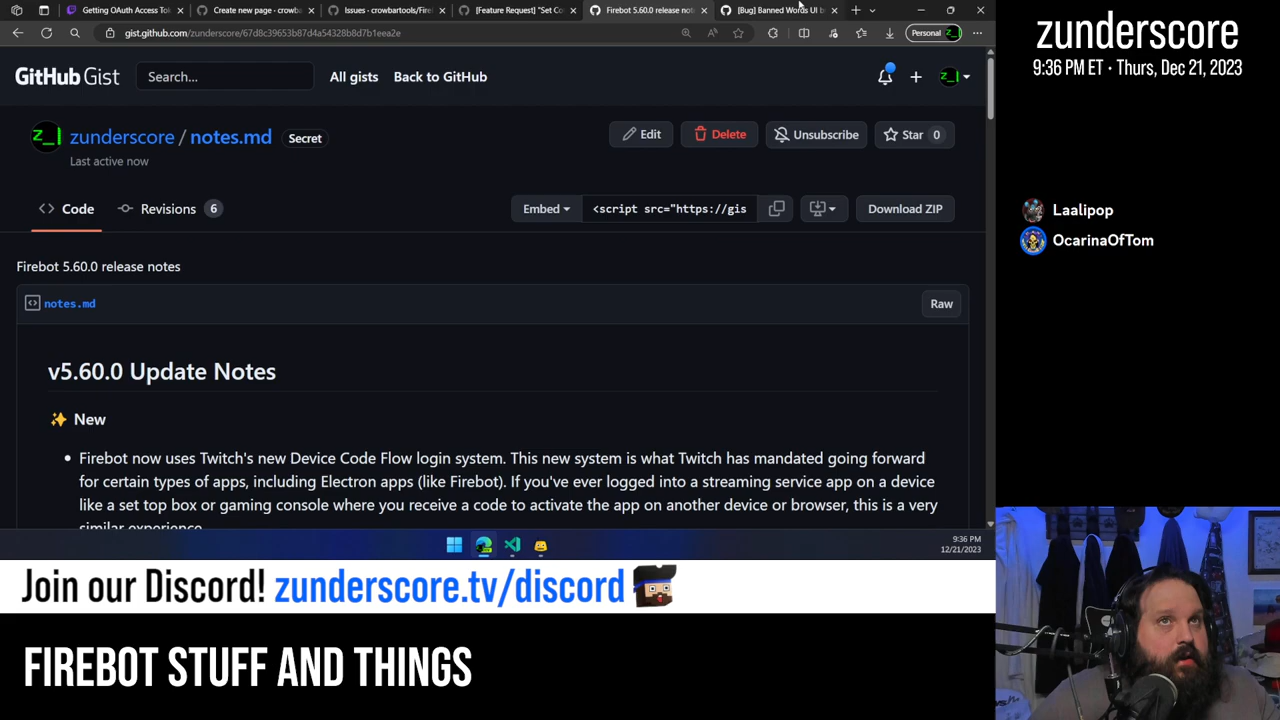 Getting OAuth Access Tok
Create new page · crowba
Issues · crowbartools/Fire
[Feature Request] "Set Co
Firebot 5.60.0 release note
[Bug] Banned Words UI b
gist.github.com/zunderscore/67d8c39653b87d4a54328b8d7b1eea2e
Personal
GitHub Gist
Search...
All gists
Back to GitHub
zunderscore / notes.md
Secret
Last active now
Edit
Delete
Unsubscribe
Star 0
Code
Revisions 6
Embed
<script src="https://gis
Download ZIP
Firebot 5.60.0 release notes
notes.md
Raw
v5.60.0 Update Notes
✨ New
• Firebot now uses Twitch's new Device Code Flow login system. This new system is what Twitch has mandated going forward
for certain types of apps, including Electron apps (like Firebot). If you've ever logged into a streaming service app on a device
like a set top box or gaming console where you receive a code to activate the app on another device or browser, this is a very
similar experience.
9:36 PM
12/21/2023
zunderscore
9:36 PM ET • Thurs, Dec 21, 2023
Laalipop
OcarinaOfTom
Join our Discord! zunderscore.tv/discord
FIREBOT STUFF AND THINGS